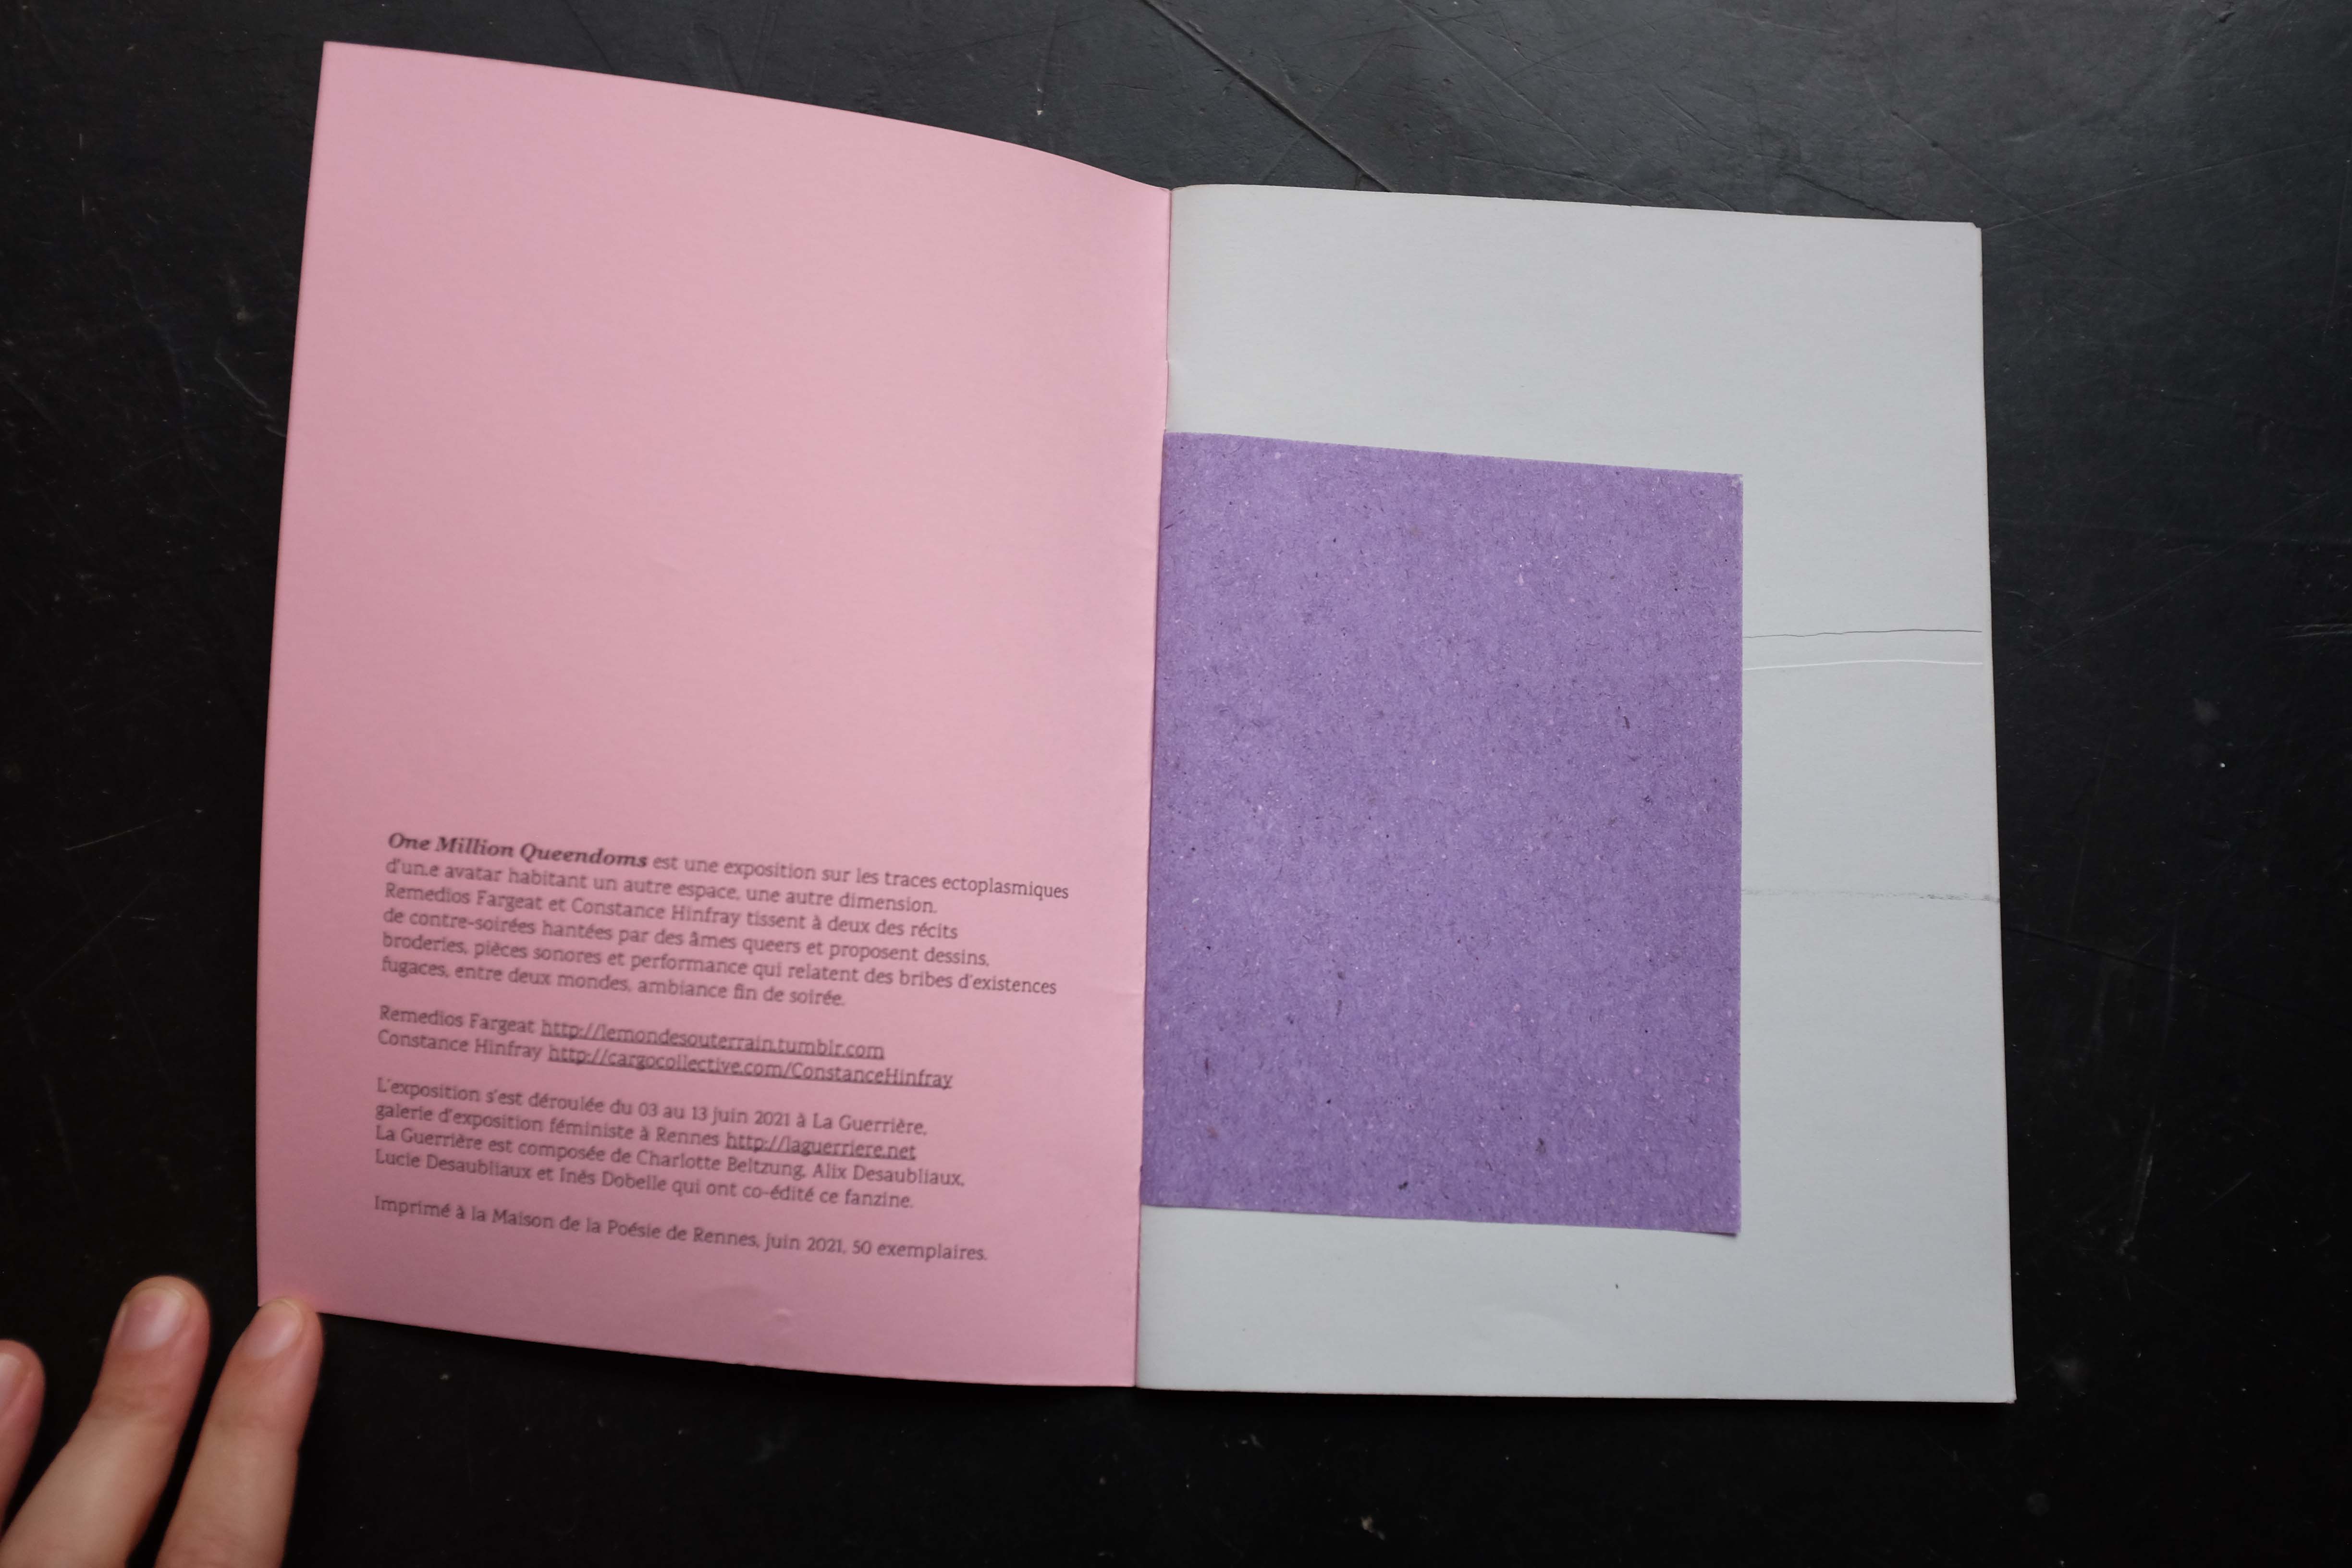 One Million Queendoms est une exposition sur les traces ectoplasmiques
d'un.e avatar habitant un autre espace, une autre dimension.
Remedios Fargeat et Constance Hinfray tissent à deux des récits
de contre-soirées hantées par des âmes queers et proposent dessins,
broderies, pièces sonores et performance qui relatent des bribes d'existences
fugaces, entre deux mondes, ambiance fin de soirée.
Remedios Fargeat http://lemondesouterrain.tumblr.com
Constance Hinfray http://cargocollective.com/ConstanceHinfray
L'exposition s'est déroulée du 03 au 13 juin 2021 à La Guerrière,
galerie d'exposition féministe à Rennes http://laguerriere.net
La Guerrière est composée de Charlotte Beltzung, Alix Desaubliaux,
Lucie Desaubliaux et Inès Dobelle qui ont co-édité ce fanzine.
Imprimé à la Maison de la Poésie de Rennes, juin 2021, 50 exemplaires.